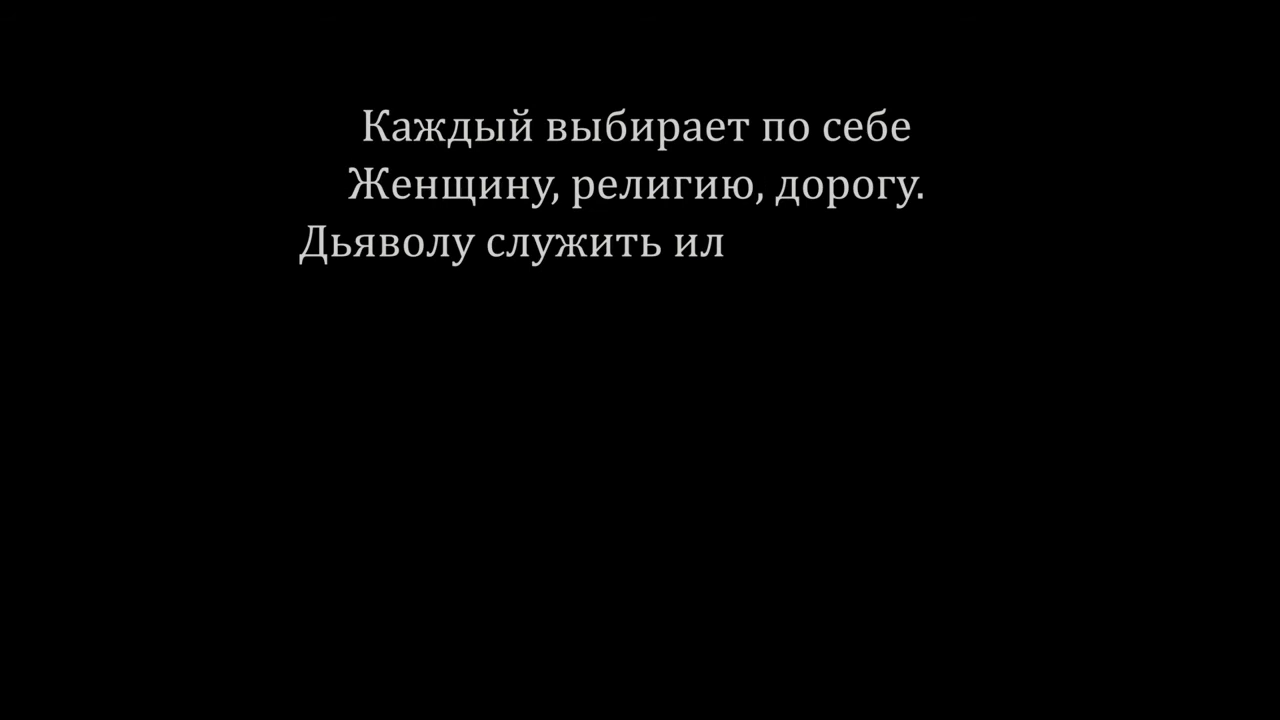 Каждый выбирает по себе
Женщину, религию, дорогу.
Дьяволу служить ил